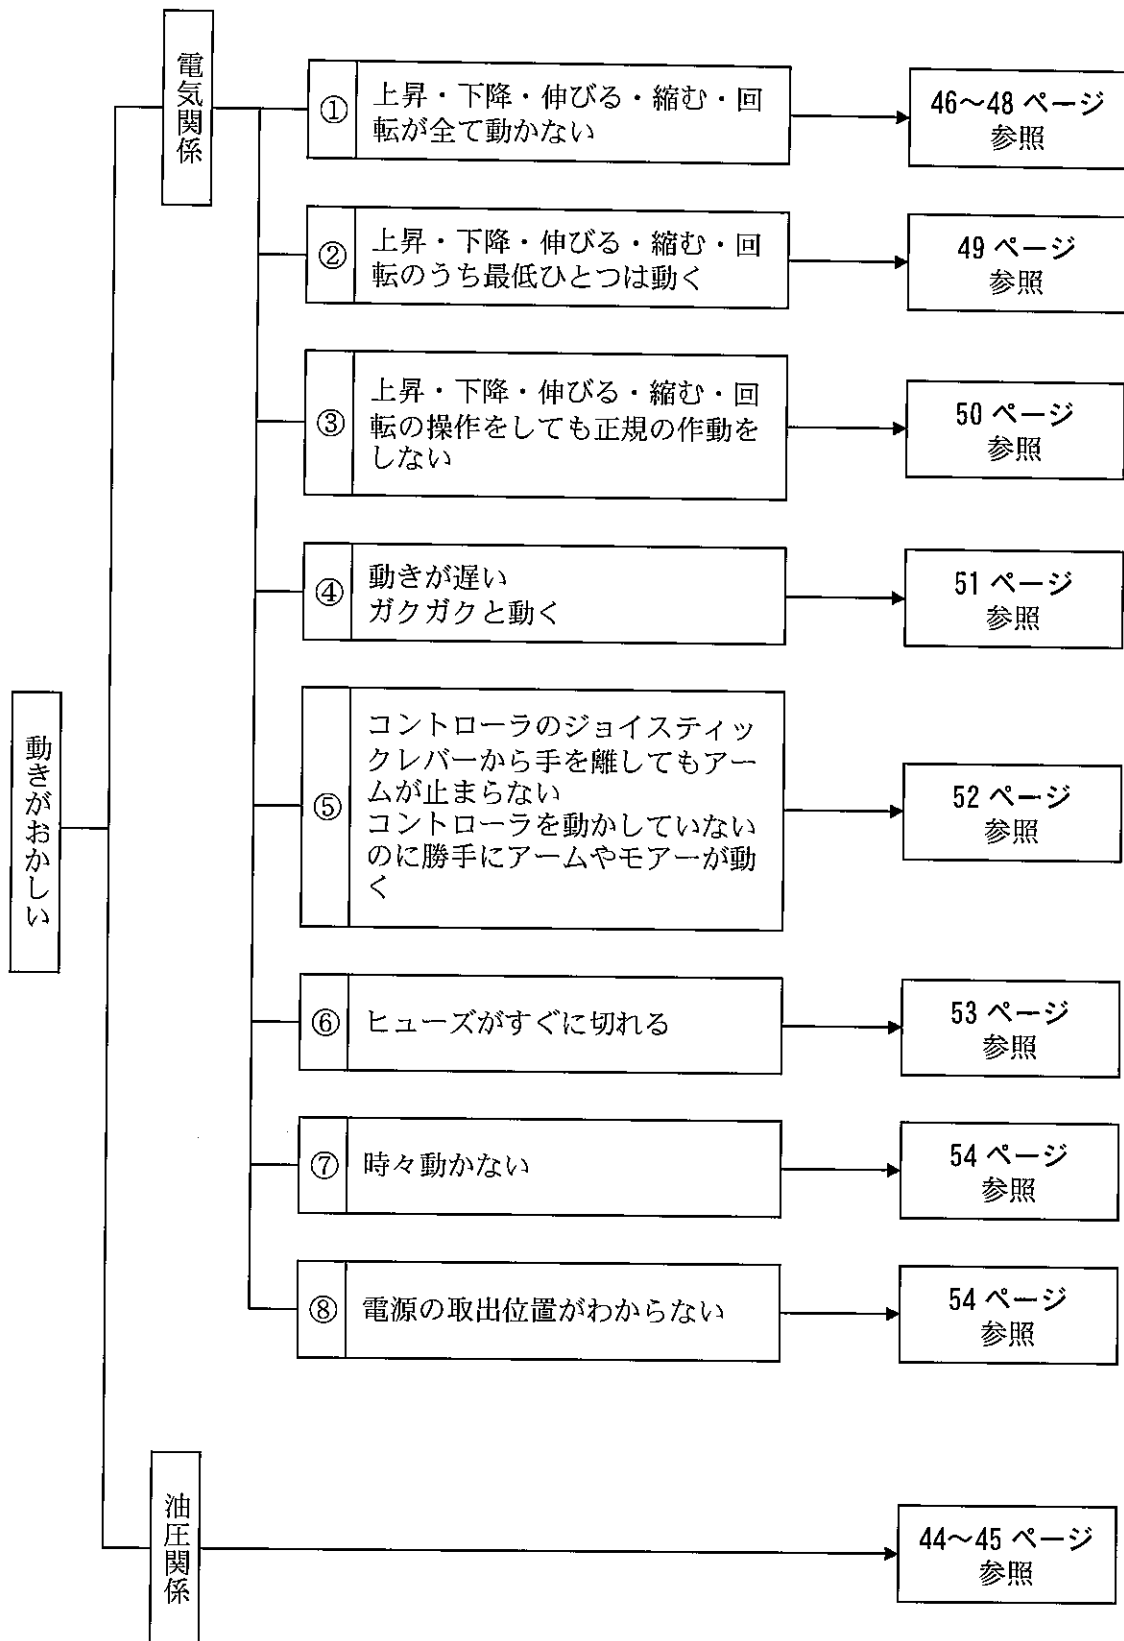 動きがおかしい
電気関係
① 上昇・下降・伸びる・縮む・回
転が全て動かない
46〜48 ページ
参照
② 上昇・下降・伸びる・縮む・回
転のうち最低ひとつは動く
49 ページ
参照
③ 上昇・下降・伸びる・縮む・回
転の操作をしても正規の作動を
しない
50 ページ
参照
④ 動きが遅い
ガクガクと動く
51 ページ
参照
⑤ コントローラのジョイスティッ
クレバーから手を離してもアー
ムが止まらない
コントローラを動かしていない
のに勝手にアームやモアーが動
く
52 ページ
参照
⑥ ヒューズがすぐに切れる
53 ページ
参照
⑦ 時々動かない
54 ページ
参照
⑧ 電源の取出位置がわからない
54 ページ
参照
油圧関係
44〜45 ページ
参照